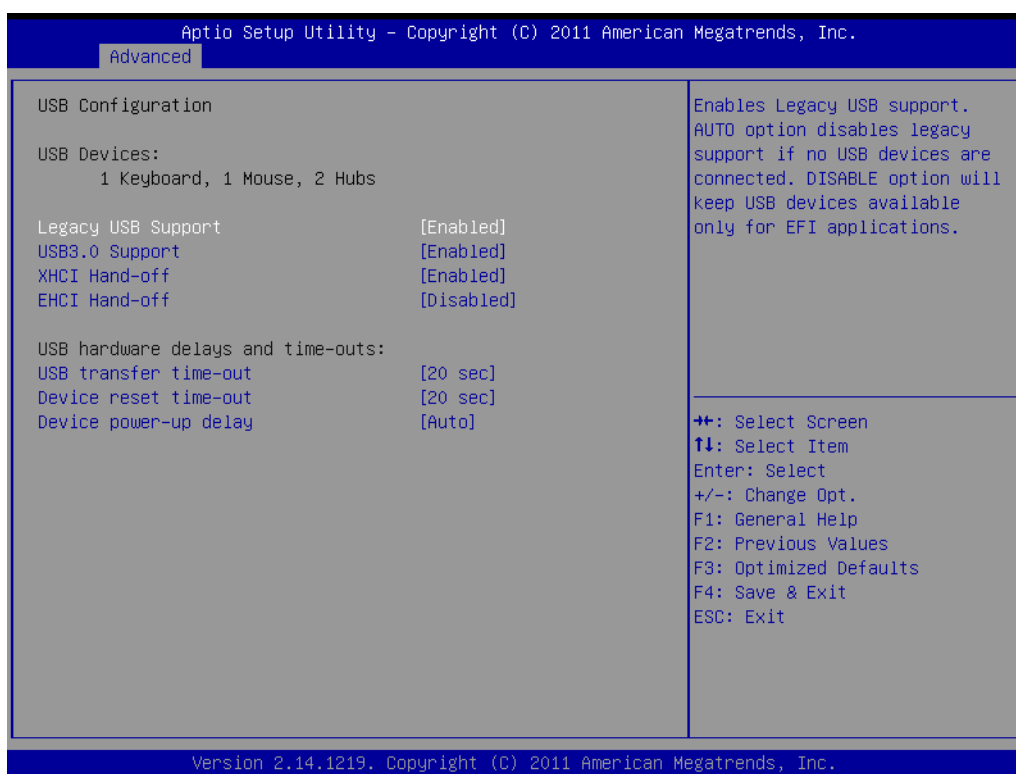 Aptio Setup Utility – Copyright (C) 2011 American Megatrends, Inc.
Advanced
USB Configuration
USB Devices:
1 Keyboard, 1 Mouse, 2 Hubs
Legacy USB Support [Enabled]
USB3.0 Support [Enabled]
XHCI Hand-off [Enabled]
EHCI Hand-off [Disabled]
USB hardware delays and time-outs:
USB transfer time-out [20 sec]
Device reset time-out [20 sec]
Device power-up delay [Auto]
Enables Legacy USB support.
AUTO option disables legacy
support if no USB devices are
connected. DISABLE option will
keep USB devices available
only for EFI applications.
→←: Select Screen
↑↓: Select Item
Enter: Select
+/-: Change Opt.
F1: General Help
F2: Previous Values
F3: Optimized Defaults
F4: Save & Exit
ESC: Exit
Version 2.14.1219. Copyright (C) 2011 American Megatrends, Inc.